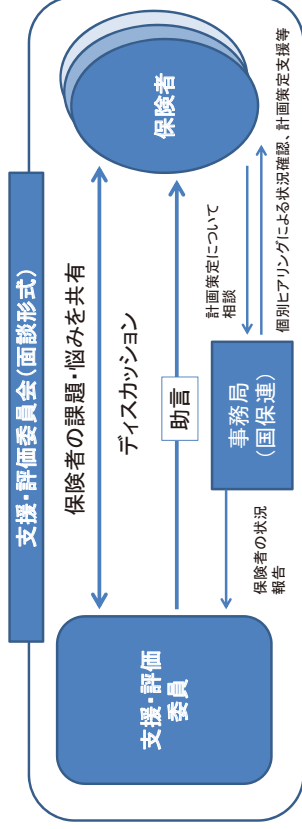 支援・評価委員会(面談形式)
保険者の課題・悩みを共有
ディスカッション
助言
支援・評価
委員
保険者
計画策定について
相談
個別ヒアリングによる状況確認、計画策定支援等
事務局
(国保連)
保険者の状況
報告